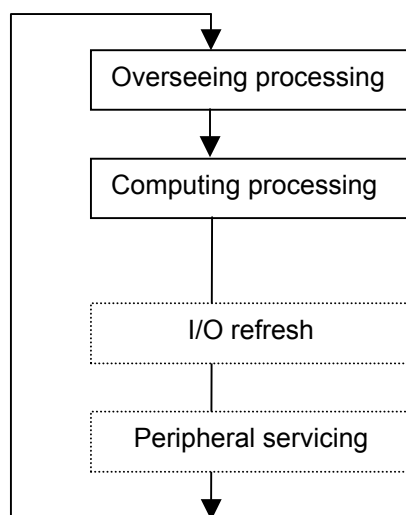 Overseeing processing
Computing processing
I/O refresh
Peripheral servicing